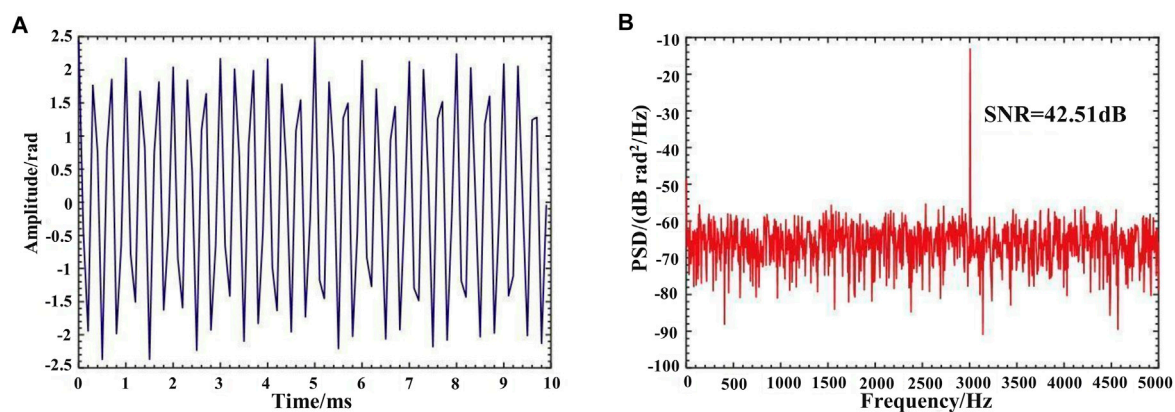 A
Amplitude/rad
2.5
2
1.5
1
0.5
0
-0.5
-1
-1.5
-2
-2.5
0 1 2 3 4 5 6 7 8 9 10
Time/ms
B
PSD/(dB rad²/Hz)
-10
-20
-30
-40
-50
-60
-70
-80
-90
-100
SNR=42.51dB
0 500 1000 1500 2000 2500 3000 3500 4000 4500 5000
Frequency/Hz